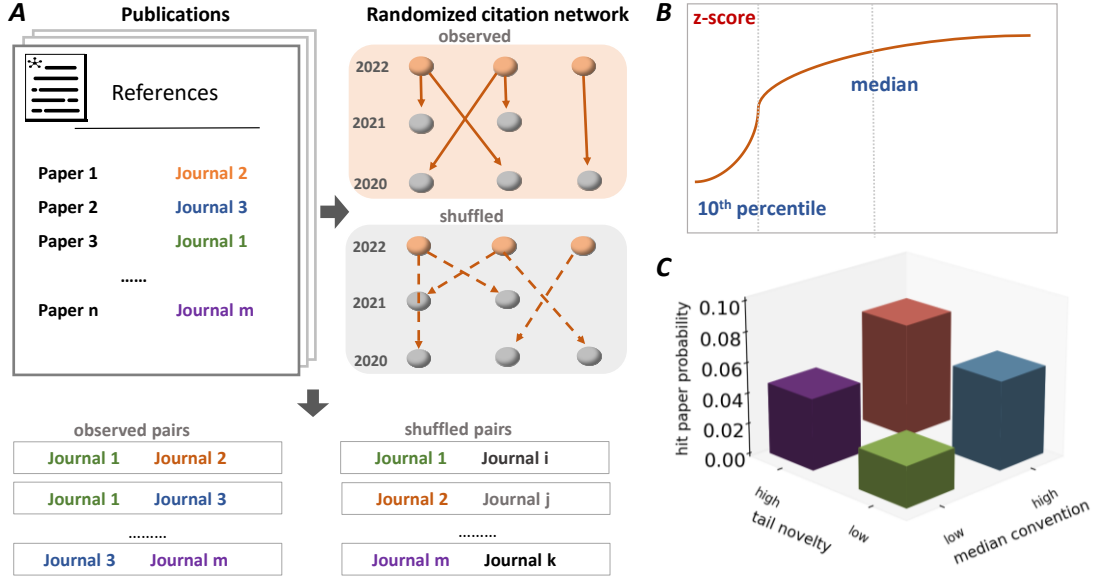 A
Publications
References
Paper 1 Journal 2
Paper 2 Journal 3
Paper 3 Journal 1
......
Paper n Journal m
Randomized citation network
observed
2022
2021
2020
shuffled
2022
2021
2020
observed pairs
Journal 1 Journal 2
Journal 1 Journal 3
.........
Journal 3 Journal m
shuffled pairs
Journal 1 Journal i
Journal 2 Journal j
.........
Journal m Journal k
B
z-score
median
10th percentile
C
hit paper probability
0.10
0.08
0.06
0.04
0.02
0.00
high
low
tail novelty
low
high
median convention